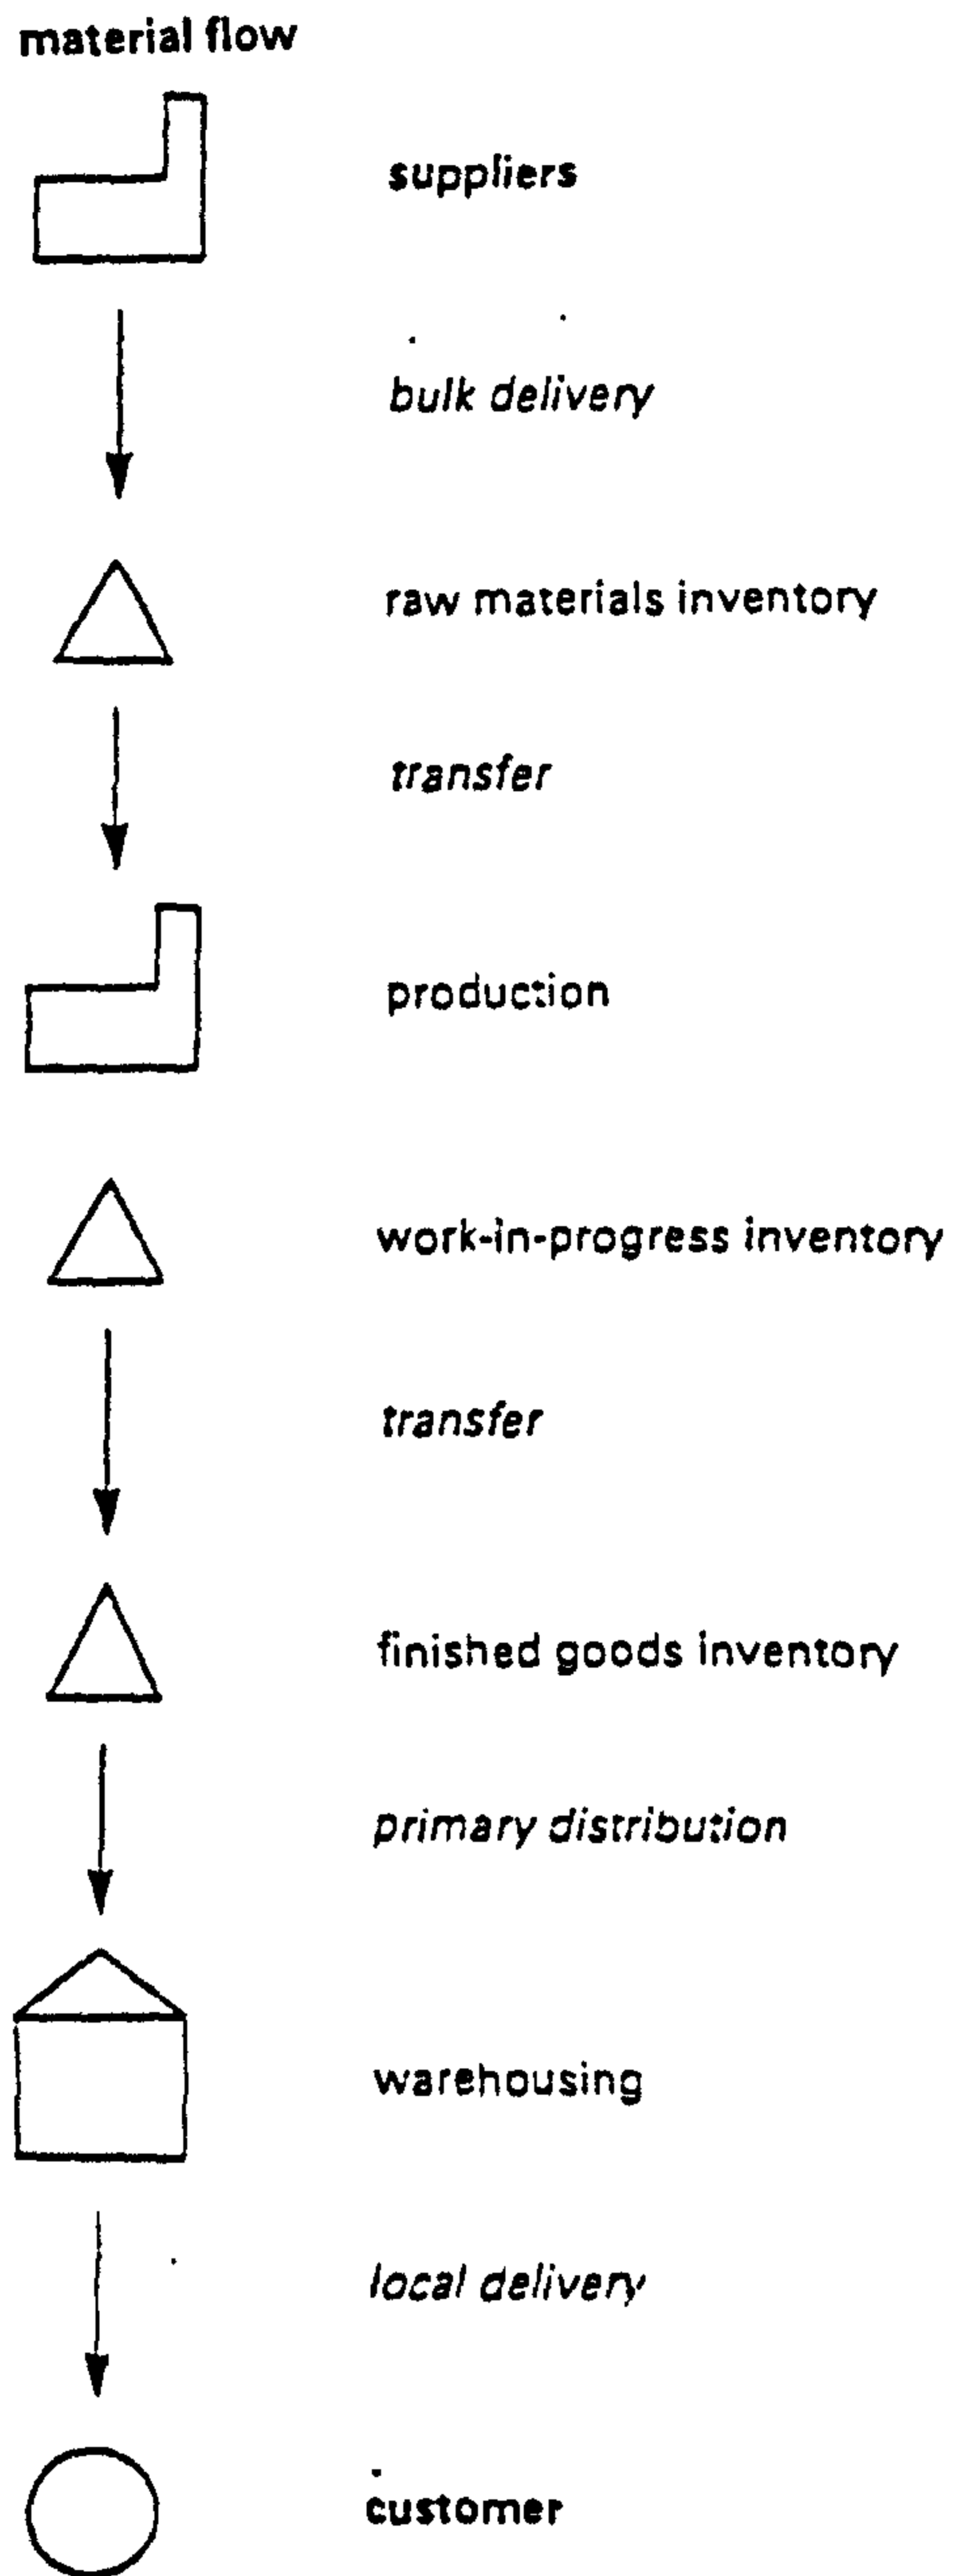 material flow
suppliers
bulk delivery
raw materials inventory
transfer
production
work-in-progress inventory
transfer
finished goods inventory
primary distribution
warehousing
local delivery
customer